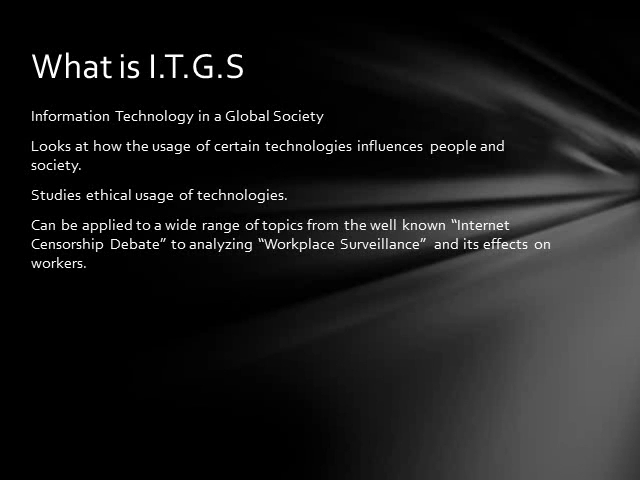 What is I.T.G.S
Information Technology in a Global Society
Looks at how the usage of certain technologies influences people and
society.
Studies ethical usage of technologies.
Can be applied to a wide range of topics from the well known “Internet
Censorship Debate” to analyzing “Workplace Surveillance” and its effects on
workers.